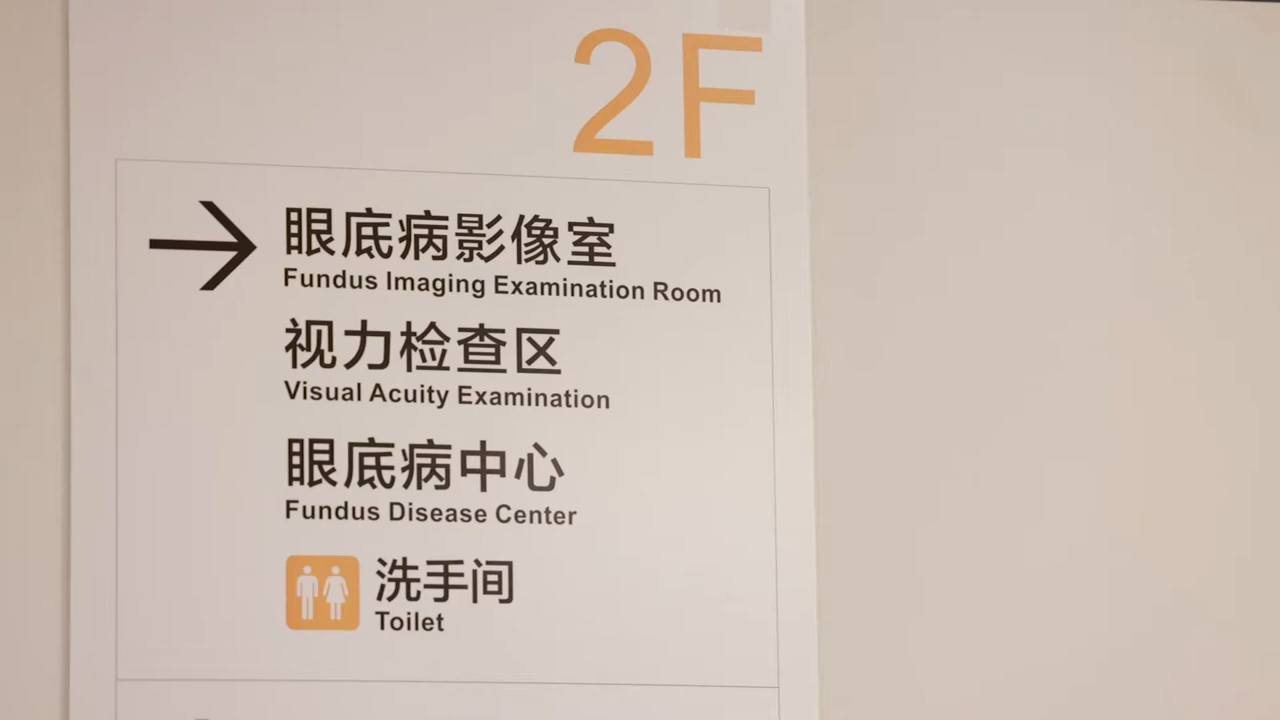 2F
眼底病影像室
Fundus Imaging Examination Room
视力检查区
Visual Acuity Examination
眼底病中心
Fundus Disease Center
洗手间
Toilet